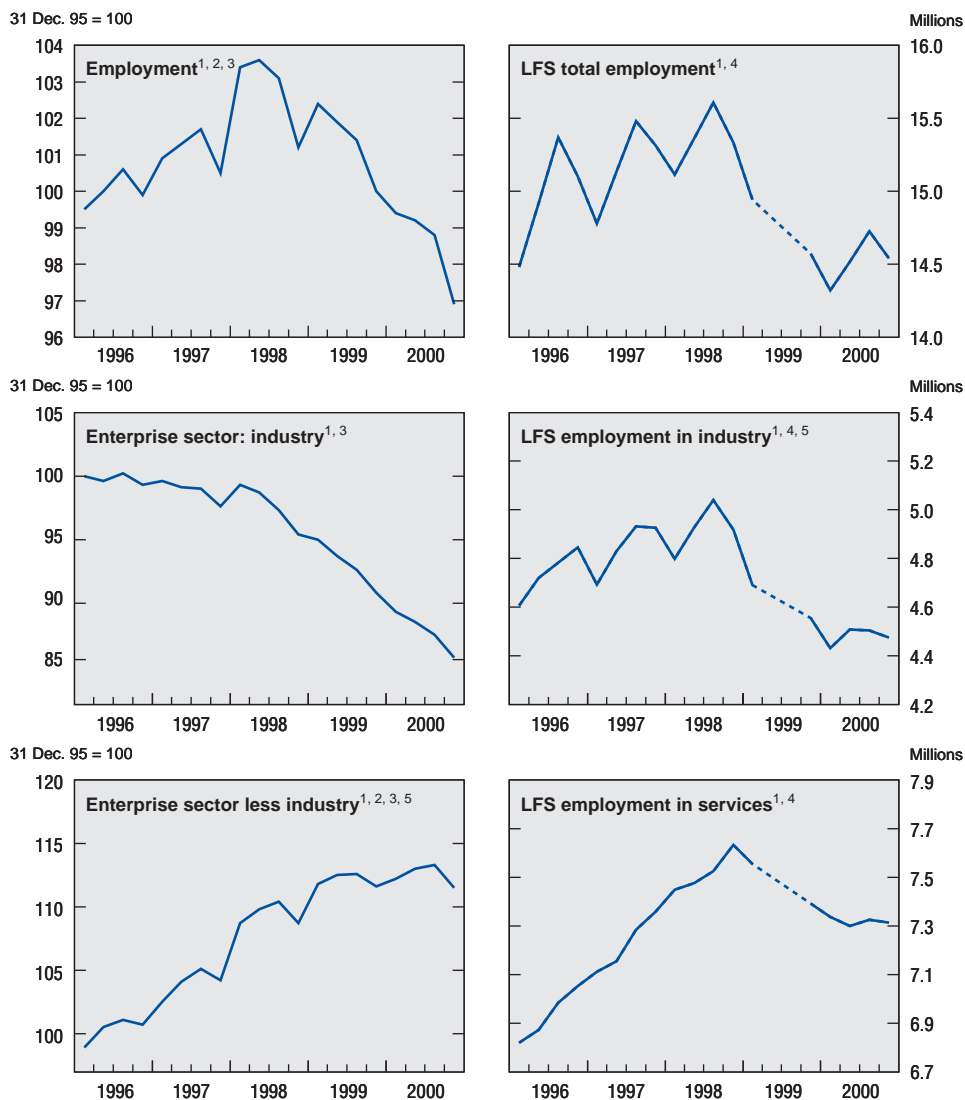 31 Dec. 95 = 100
Employment1, 2, 3
104
103
102
101
100
99
98
97
96
1996 1997 1998 1999 2000
Millions
LFS total employment1, 4
16.0
15.5
15.0
14.5
14.0
1996 1997 1998 1999 2000
31 Dec. 95 = 100
Enterprise sector: industry1, 3
105
100
95
90
85
1996 1997 1998 1999 2000
Millions
LFS employment in industry1, 4, 5
5.4
5.2
5.0
4.8
4.6
4.4
4.2
1996 1997 1998 1999 2000
31 Dec. 95 = 100
Enterprise sector less industry1, 2, 3, 5
120
115
110
105
100
1996 1997 1998 1999 2000
Millions
LFS employment in services1, 4
7.9
7.7
7.5
7.3
7.1
6.9
6.7
1996 1997 1998 1999 2000